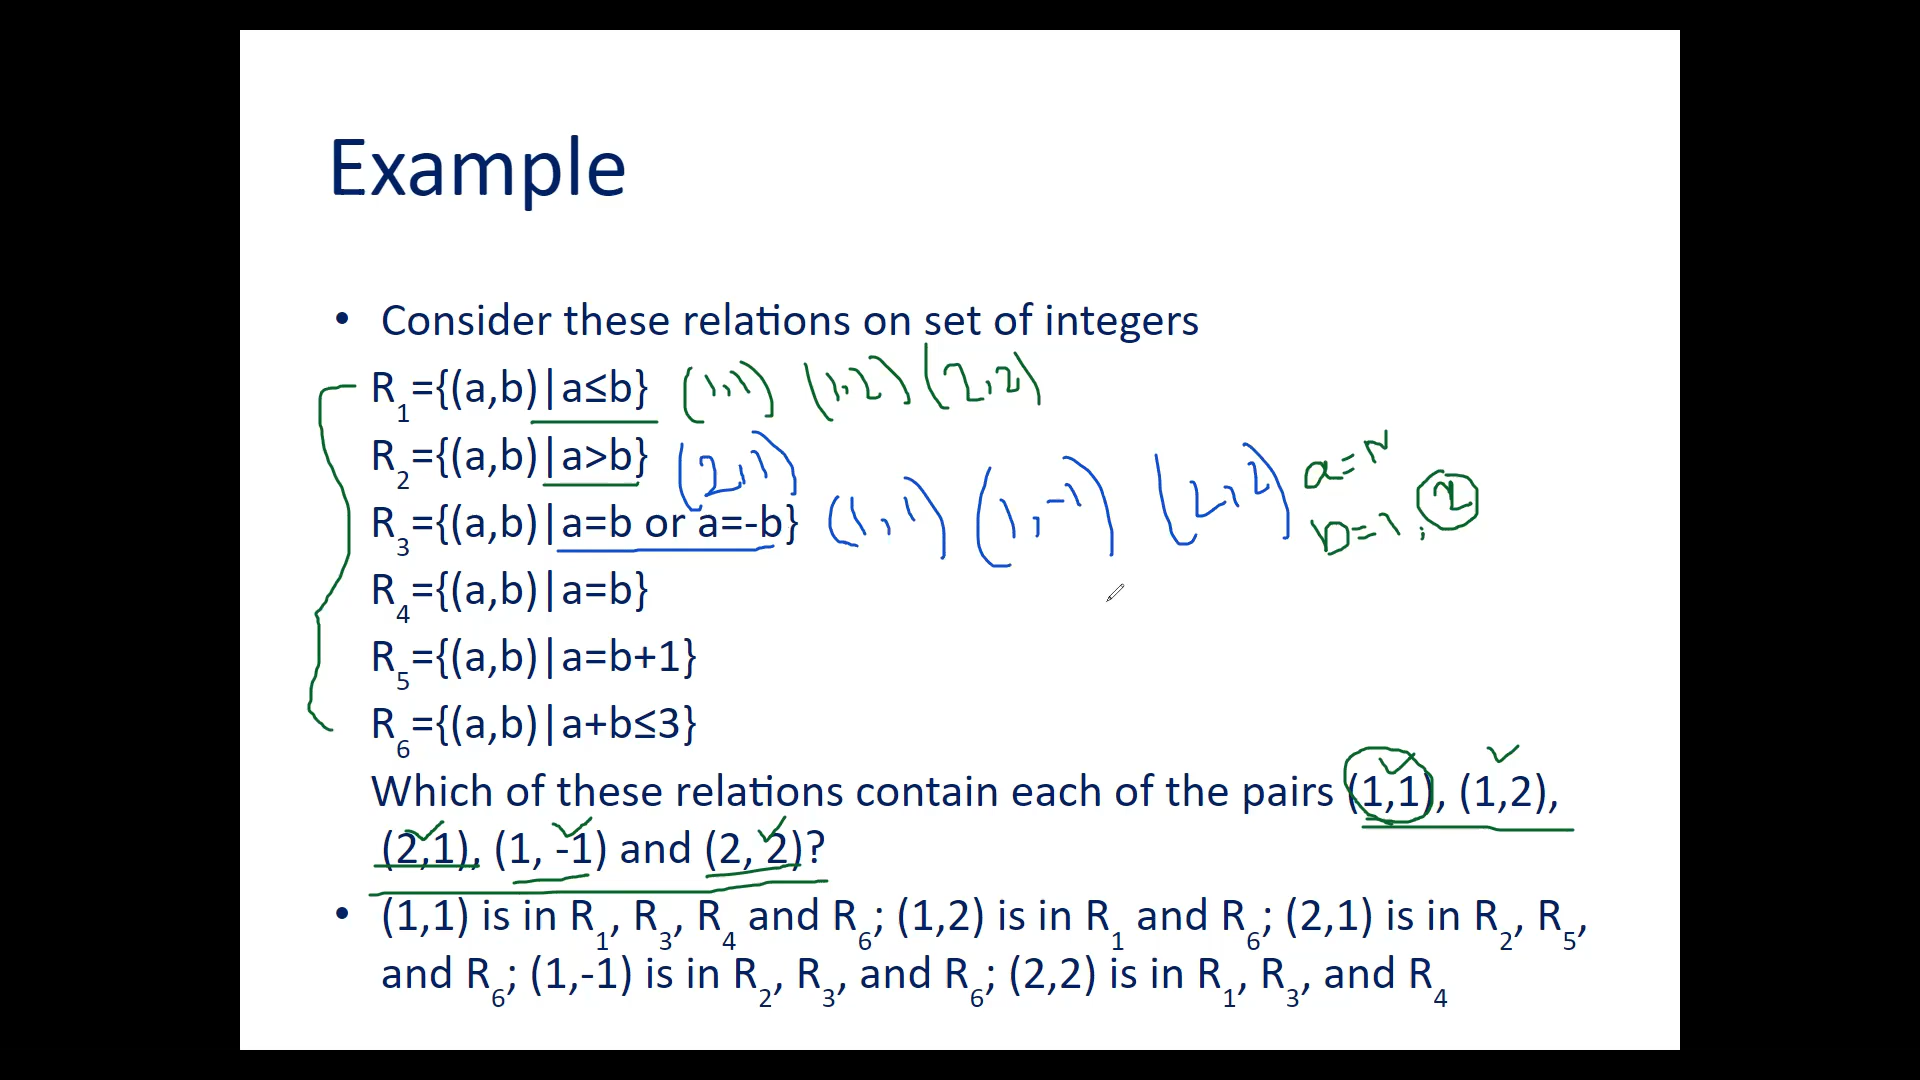 Example
• Consider these relations on set of integers
R1={(a,b)|a≤b} (1,1) (1,2) (2,2)
R2={(a,b)|a>b} (2,1)
R3={(a,b)|a=b or a=-b} (1,1) (1,-1) (2,2)
a=
b=1, 2
R4={(a,b)|a=b}
R5={(a,b)|a=b+1}
R6={(a,b)|a+b≤3}
Which of these relations contain each of the pairs (1,1), (1,2),
(2,1), (1, -1) and (2, 2)?
• (1,1) is in R1, R3, R4 and R6; (1,2) is in R1 and R6; (2,1) is in R2, R5,
and R6; (1,-1) is in R2, R3, and R6; (2,2) is in R1, R3, and R4